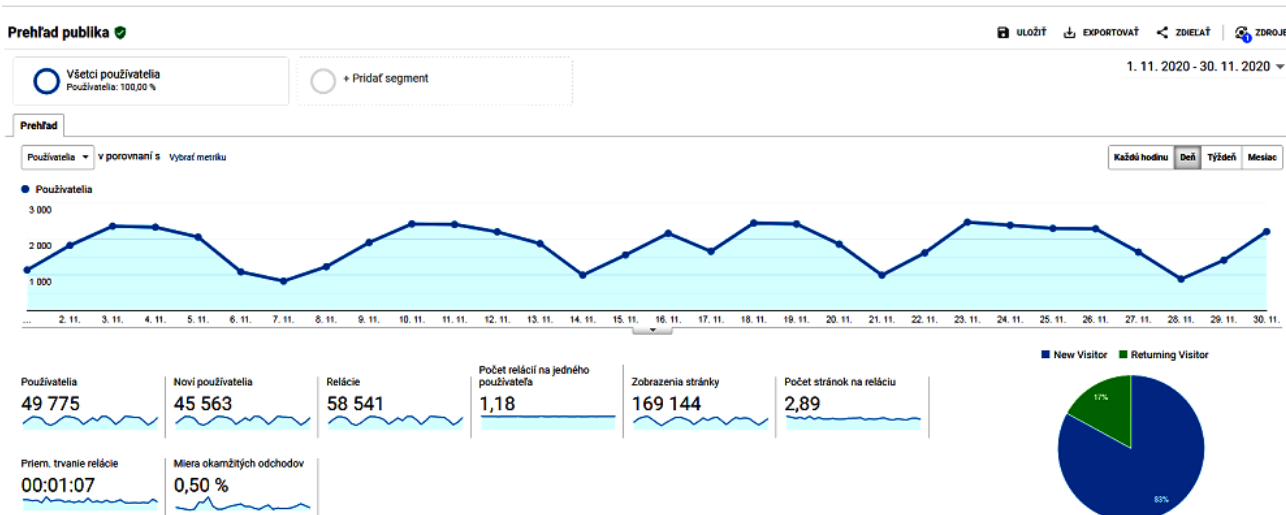 Prehľad publika
ULOŽIŤ EXPORTOVAŤ ZDIEĽAŤ ZDROJE
1
Všetci používatelia
Používatelia: 100,00 %
+ Pridať segment
1. 11. 2020 - 30. 11. 2020
Prehľad
Používatelia v porovnaní s Vybrať metriku
Každú hodinu Deň Týždeň Mesiac
Používatelia
3 000
2 000
1 000
... 2. 11. 3. 11. 4. 11. 5. 11. 6. 11. 7. 11. 8. 11. 9. 11. 10. 11. 11. 11. 12. 11. 13. 11. 14. 11. 15. 11. 16. 11. 17. 11. 18. 11. 19. 11. 20. 11. 21. 11. 22. 11. 23. 11. 24. 11. 25. 11. 26. 11. 27. 11. 28. 11. 29. 11. 30. 11.
New Visitor Returning Visitor
Používatelia
49 775
Noví používatelia
45 563
Relácie
58 541
Počet relácií na jedného
používateľa
1,18
Zobrazenia stránky
169 144
Počet stránok na reláciu
2,89
17%
83%
Priem. trvanie relácie
00:01:07
Miera okamžitých odchodov
0,50 %